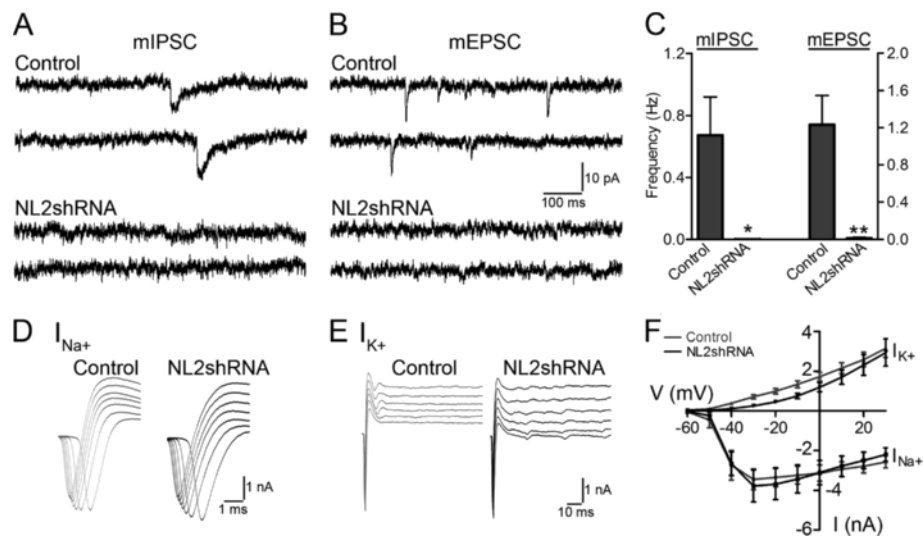 A
mIPSC
Control
NL2shRNA
B
mEPSC
Control
10 pA
100 ms
NL2shRNA
C
mIPSC mEPSC
Frequency (Hz)
1.2
0.8
0.4
0.0
2.0
1.6
1.2
0.8
0.4
0.0
* **
Control
NL2shRNA
Control
NL2shRNA
D
INa+
Control NL2shRNA
1 nA
1 ms
E
IK+
Control NL2shRNA
1 nA
10 ms
F
Control
NL2shRNA
4
2
IK+
V (mV)
-60 -40 -20 20
-2
-4
-6
INa+
I (nA)